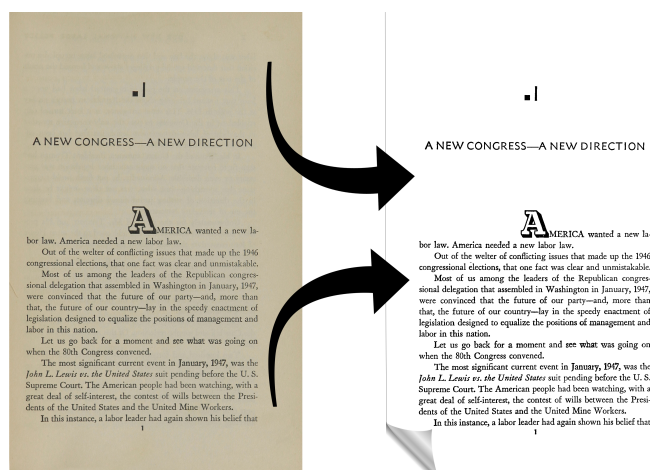 .I
A NEW CONGRESS—A NEW DIRECTION
AMERICA wanted a new la-
bor law. America needed a new labor law.
Out of the welter of conflicting issues that made up the 1946
congressional elections, that one fact was clear and unmistakable.
Most of us among the leaders of the Republican congres-
sional delegation that assembled in Washington in January, 1947,
were convinced that the future of our party—and, more than
that, the future of our country—lay in the speedy enactment of
legislation designed to equalize the positions of management and
labor in this nation.
Let us go back for a moment and see what was going on
when the 80th Congress convened.
The most significant current event in January, 1947, was the
John L. Lewis vs. the United States suit pending before the U. S.
Supreme Court. The American people had been watching, with a
great deal of self-interest, the contest of wills between the Presi-
dents of the United States and the United Mine Workers.
In this instance, a labor leader had again shown his belief that
1
.I
A NEW CONGRESS—A NEW DIRECTION
AMERICA wanted a new la-
bor law. America needed a new labor law.
Out of the welter of conflicting issues that made up the 1946
congressional elections, that one fact was clear and unmistakable.
Most of us among the leaders of the Republican congres-
sional delegation that assembled in Washington in January, 1947,
were convinced that the future of our party—and, more than
that, the future of our country—lay in the speedy enactment of
legislation designed to equalize the positions of management and
labor in this nation.
Let us go back for a moment and see what was going on
when the 80th Congress convened.
The most significant current event in January, 1947, was the
John L. Lewis vs. the United States suit pending before the U. S.
Supreme Court. The American people had been watching, with a
great deal of self-interest, the contest of wills between the Presi-
dents of the United States and the United Mine Workers.
In this instance, a labor leader had again shown his belief that
1